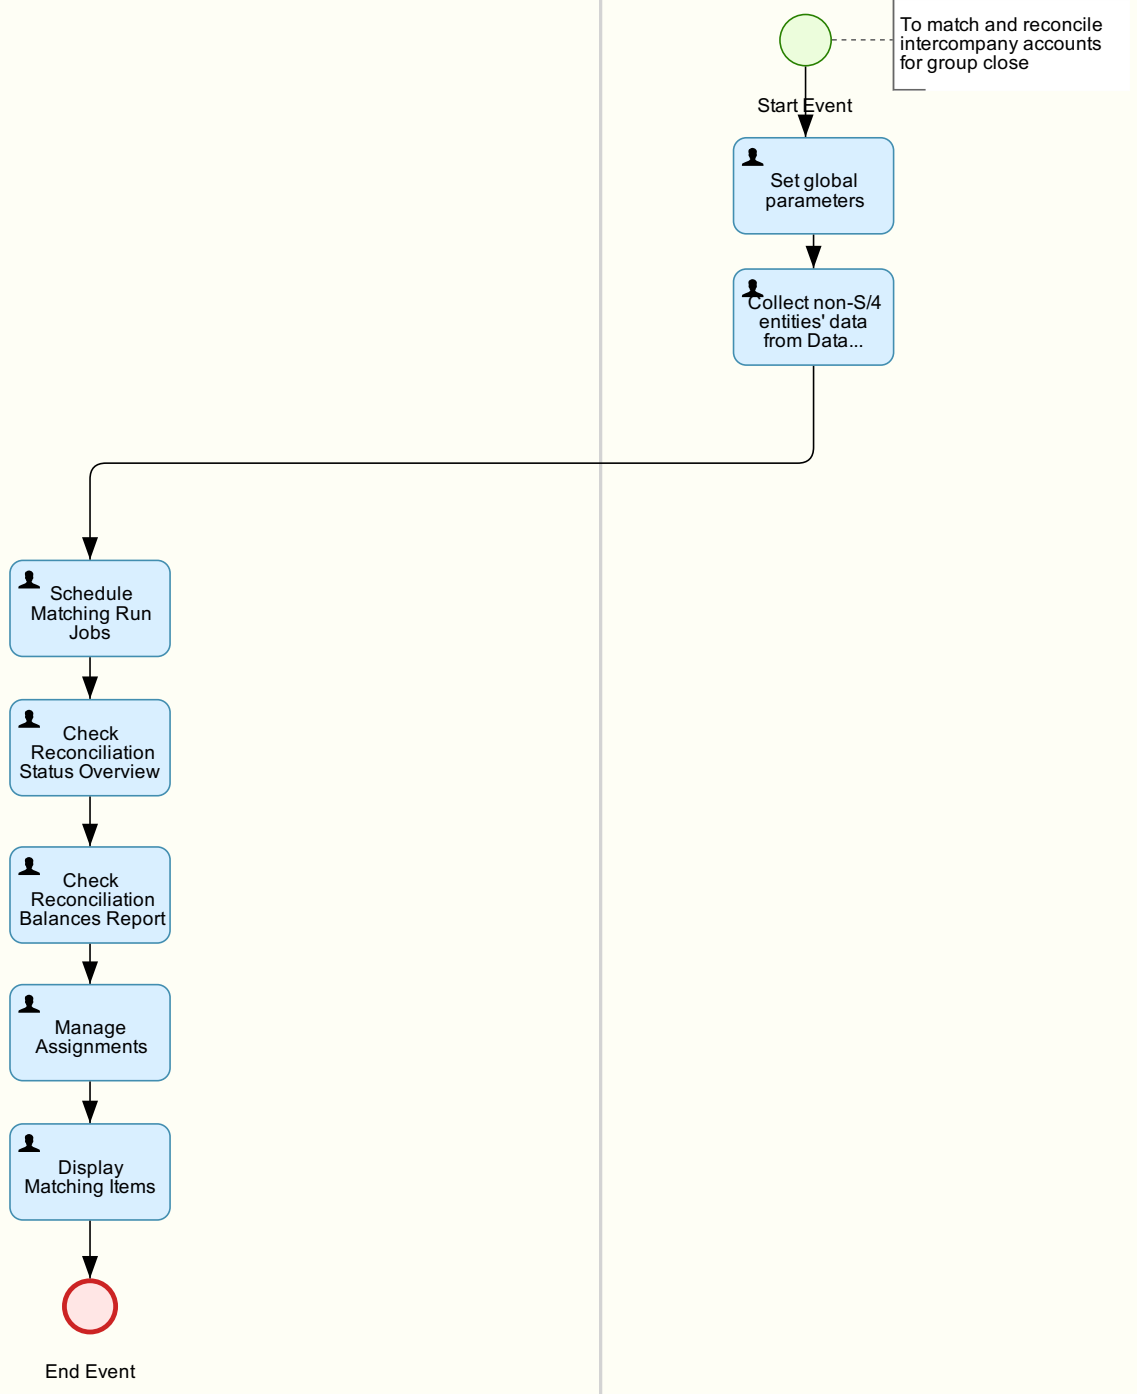 To match and reconcile
intercompany accounts
for group close
Start Event
Set global
parameters
Collect non-S/4
entities' data
from Data...
Schedule
Matching Run
Jobs
Check
Reconciliation
Status Overview
Check
Reconciliation
Balances Report
Manage
Assignments
Display
Matching Items
End Event